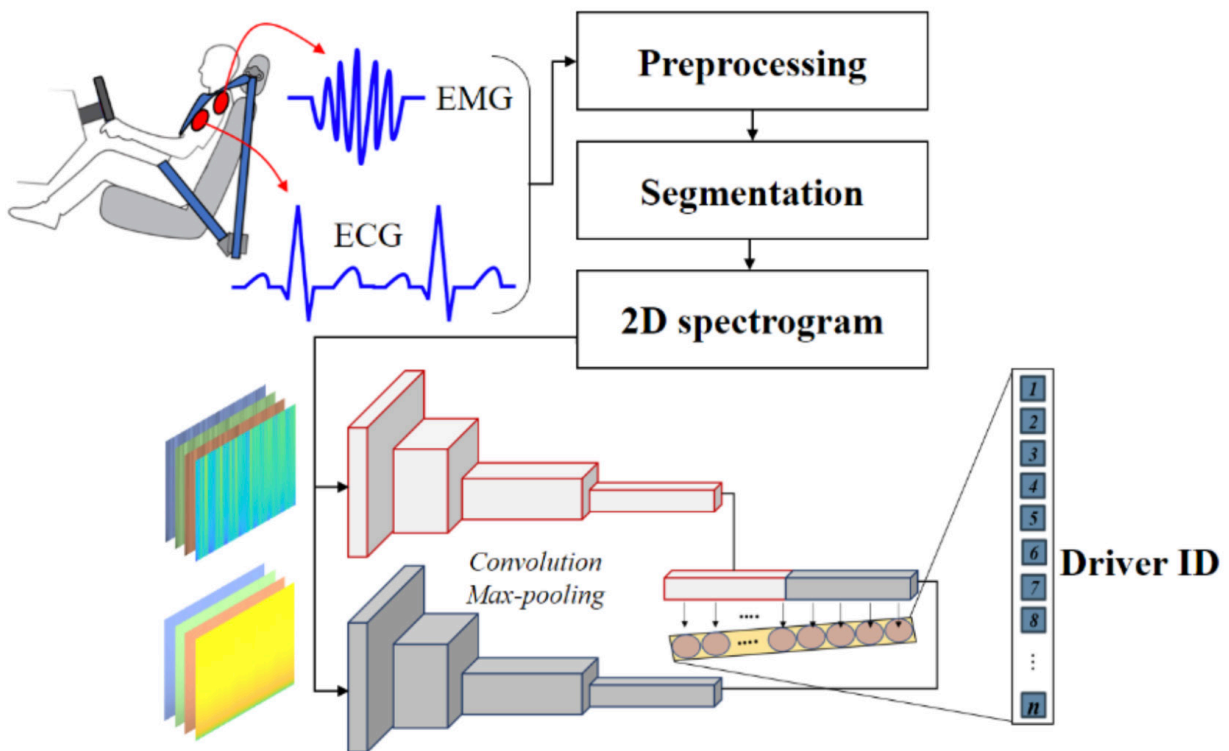 EMG
ECG
Preprocessing
Segmentation
2D spectrogram
Convolution
Max-pooling
....
....
1
2
3
4
5
6
7
8
...
n
Driver ID